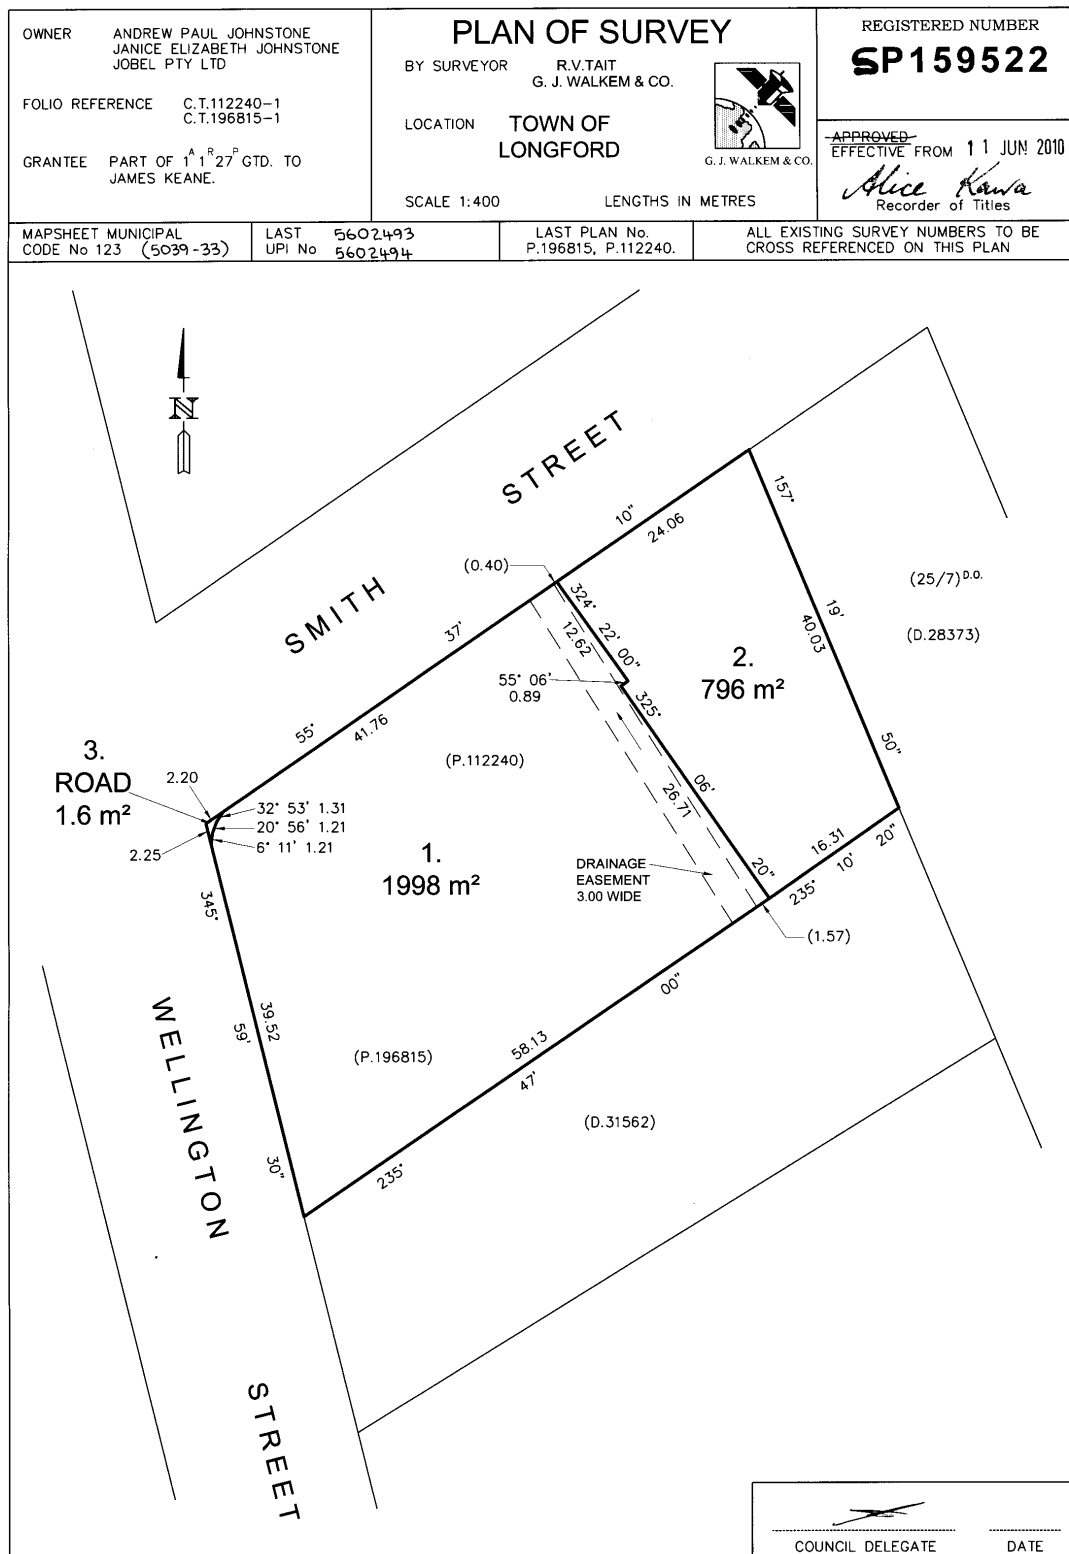 OWNER ANDREW PAUL JOHNSTONE
JANICE ELIZABETH JOHNSTONE
JOBEL PTY LTD
FOLIO REFERENCE C.T.112240-1
C.T.196815-1
GRANTEE PART OF 1ᴬ 1ᴿ 27ᴾ GTD. TO
JAMES KEANE.
PLAN OF SURVEY
BY SURVEYOR R.V.TAIT
G. J. WALKEM & CO.
LOCATION TOWN OF
LONGFORD
G. J. WALKEM & CO.
SCALE 1:400 LENGTHS IN METRES
REGISTERED NUMBER
SP159522
APPROVED
EFFECTIVE FROM 11 JUN 2010
Alice Kawa
Recorder of Titles
MAPSHEET MUNICIPAL
CODE No 123 (5039-33)
LAST 5602493
UPI No 5602494
LAST PLAN No.
P.196815, P.112240.
ALL EXISTING SURVEY NUMBERS TO BE
CROSS REFERENCED ON THIS PLAN
N
SMITH STREET
10"
24.06
157°
19'
40.03
50"
(25/7)D.O.
(D.28373)
(0.40)
324°
22' 00"
12.62
37'
55°
41.76
55° 06'
0.89
325°
06'
26.71
20"
2.
796 m²
(P.112240)
3.
ROAD
1.6 m²
2.20
32° 53' 1.31
20° 56' 1.21
6° 11' 1.21
2.25
1.
1998 m²
DRAINAGE
EASEMENT
3.00 WIDE
16.31
235°
10'
20"
(1.57)
345°
59'
39.52
30"
(P.196815)
00"
58.13
47'
235°
(D.31562)
WELLINGTON STREET
COUNCIL DELEGATE
DATE